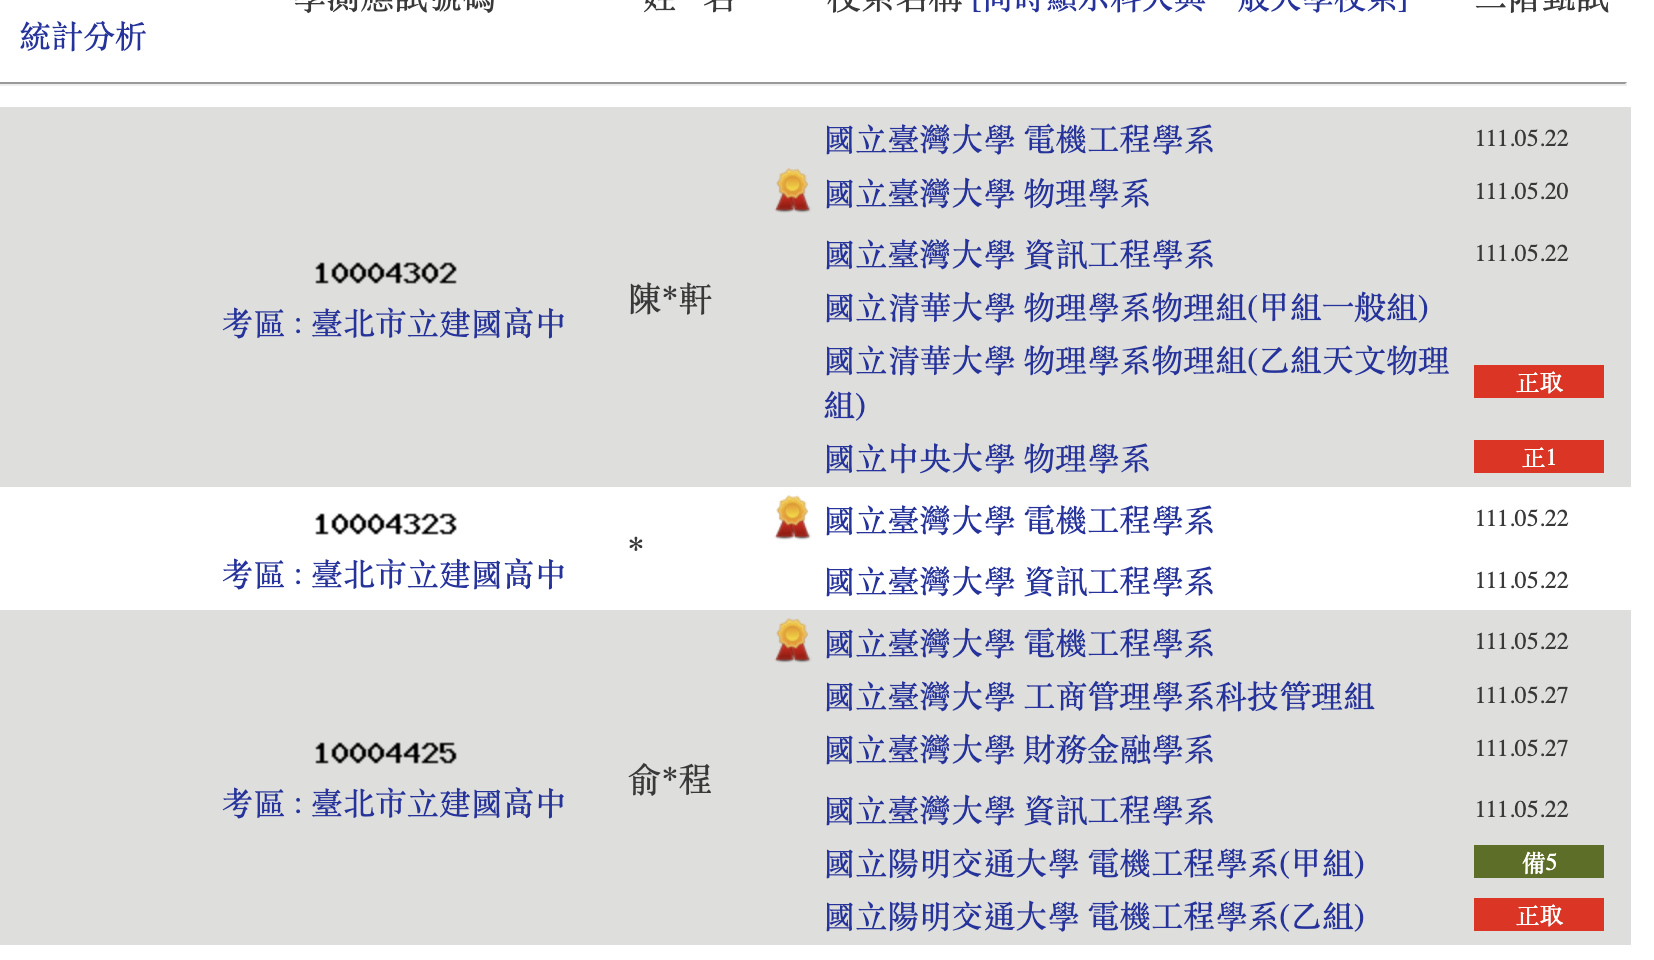 學測應試號碼 姓 名 校系名稱 [同時顯示科大與一般大學校系] 二階甄試
統計分析
國立臺灣大學 電機工程學系 111.05.22
國立臺灣大學 物理學系 111.05.20
國立臺灣大學 資訊工程學系 111.05.22
10004302
考區 : 臺北市立建國高中
陳*軒
國立清華大學 物理學系物理組(甲組一般組)
國立清華大學 物理學系物理組(乙組天文物理
組)
正取
國立中央大學 物理學系 正1
10004323
考區 : 臺北市立建國高中
*
國立臺灣大學 電機工程學系 111.05.22
國立臺灣大學 資訊工程學系 111.05.22
10004425
考區 : 臺北市立建國高中
俞*程
國立臺灣大學 電機工程學系 111.05.22
國立臺灣大學 工商管理學系科技管理組 111.05.27
國立臺灣大學 財務金融學系 111.05.27
國立臺灣大學 資訊工程學系 111.05.22
國立陽明交通大學 電機工程學系(甲組) 備5
國立陽明交通大學 電機工程學系(乙組) 正取